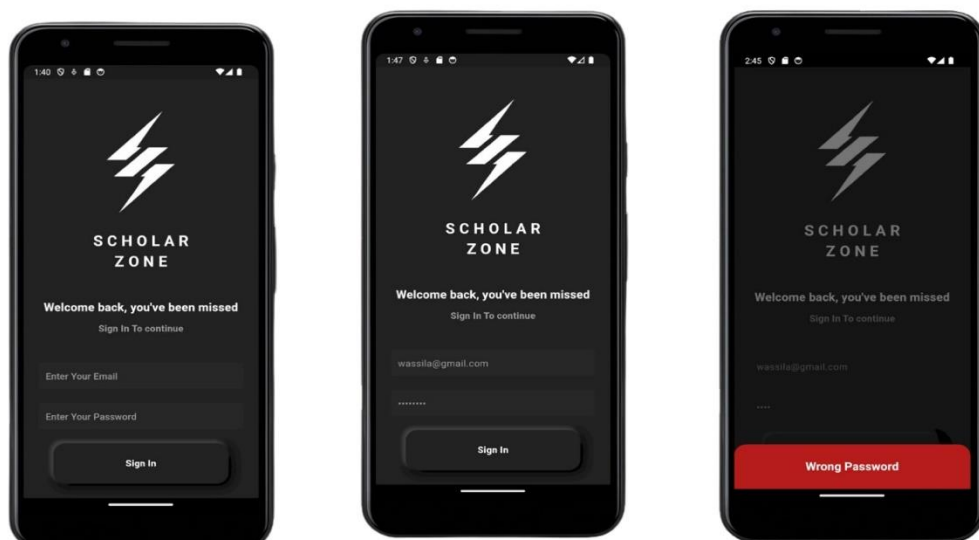 1:40
SCHOLAR
ZONE
Welcome back, you've been missed
Sign In To continue
Enter Your Email
Enter Your Password
Sign In
1:47
SCHOLAR
ZONE
Welcome back, you've been missed
Sign In To continue
wassila@gmail.com
••••••••
Sign In
2:45
SCHOLAR
ZONE
Welcome back, you've been missed
Sign In To continue
wassila@gmail.com
••••
Wrong Password